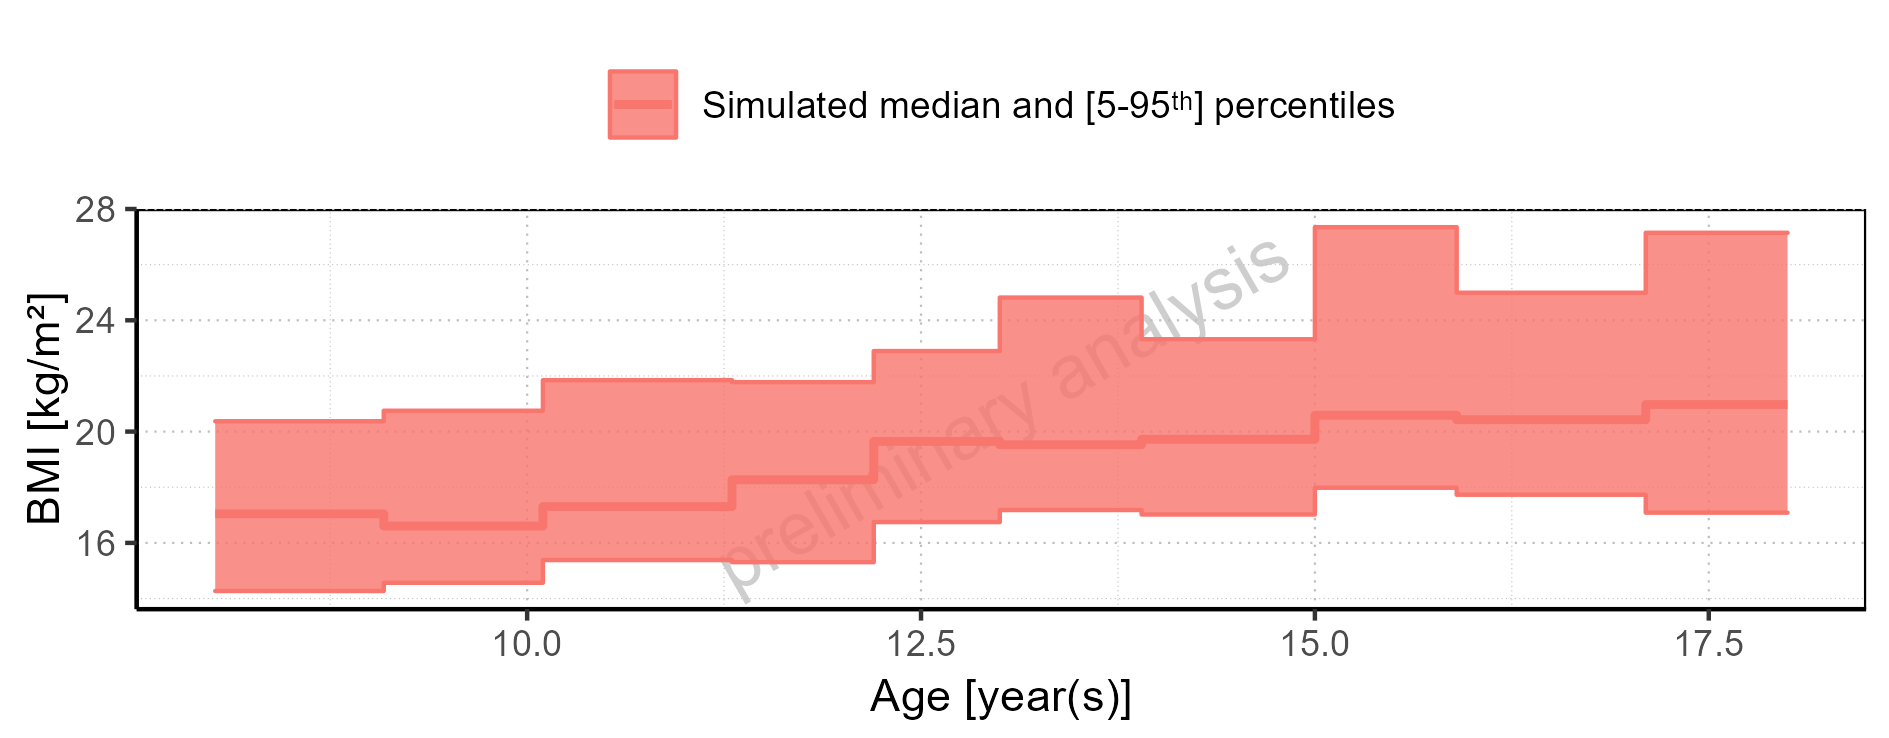 Simulated median and [5-95ᵗʰ] percentiles
28
24
20
16
BMI [kg/m²]
preliminary analysis
10.0 12.5 15.0 17.5
Age [year(s)]